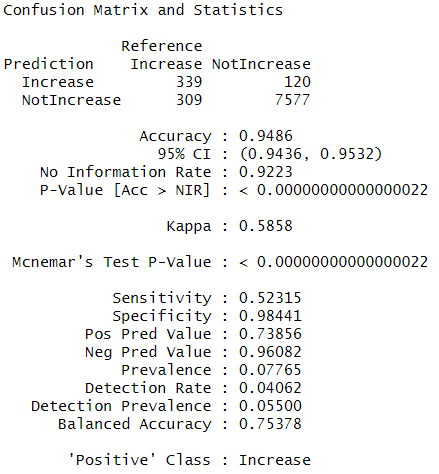 Confusion Matrix and Statistics
Reference
Prediction Increase NotIncrease
Increase 339 120
NotIncrease 309 7577
Accuracy : 0.9486
95% CI : (0.9436, 0.9532)
No Information Rate : 0.9223
P-Value [Acc > NIR] : < 0.00000000000000022
Kappa : 0.5858
Mcnemar's Test P-Value : < 0.00000000000000022
Sensitivity : 0.52315
Specificity : 0.98441
Pos Pred Value : 0.73856
Neg Pred Value : 0.96082
Prevalence : 0.07765
Detection Rate : 0.04062
Detection Prevalence : 0.05500
Balanced Accuracy : 0.75378
'Positive' Class : Increase